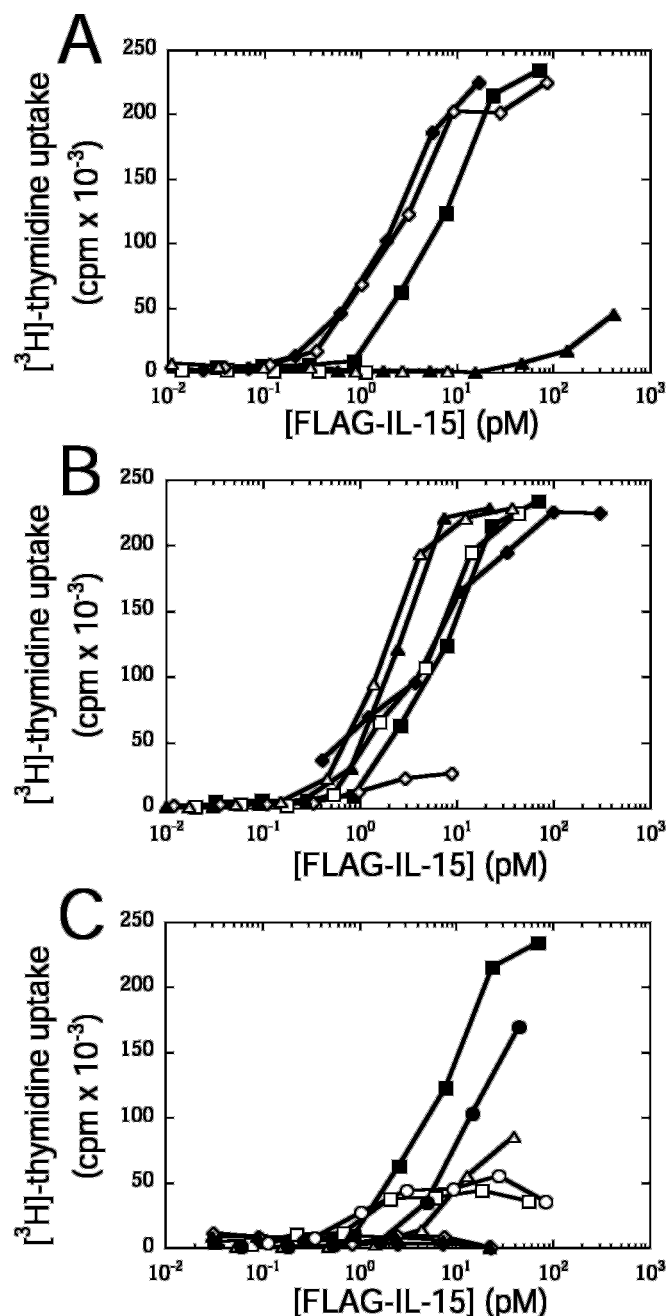 A
[³H]-thymidine uptake
(cpm x 10⁻³)
250
200
150
100
50
0
10⁻² 10⁻¹ 10⁰ 10¹ 10² 10³
[FLAG-IL-15] (pM)
B
[³H]-thymidine uptake
(cpm x 10⁻³)
250
200
150
100
50
0
10⁻² 10⁻¹ 10⁰ 10¹ 10² 10³
[FLAG-IL-15] (pM)
C
[³H]-thymidine uptake
(cpm x 10⁻³)
250
200
150
100
50
0
10⁻² 10⁻¹ 10⁰ 10¹ 10² 10³
[FLAG-IL-15] (pM)